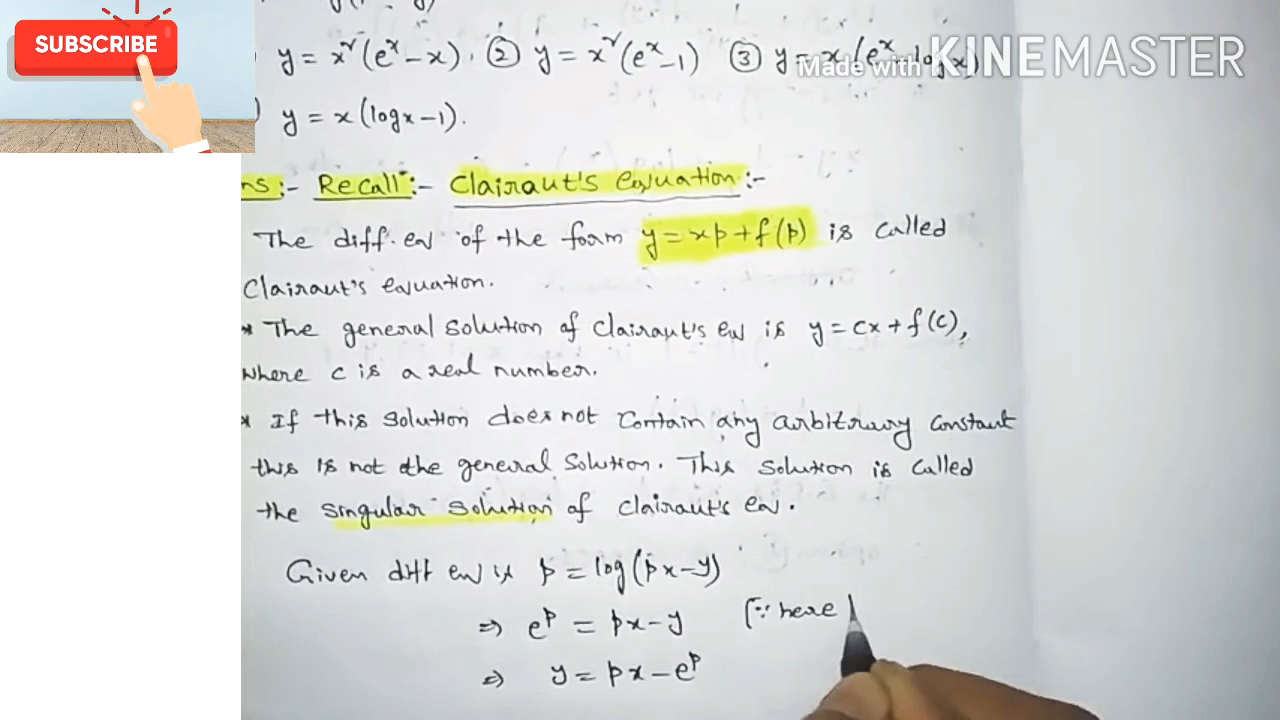 SUBSCRIBE
Made with KINEMASTER
y = x² (eˣ - x). ② y = x² (eˣ - 1) ③ y = x (eˣ - log x)
y = x (log x - 1).
ns:- Recall:- Clairaut's equation:-
The diff. eq of the form y = xp + f(p) is called
Clairaut's equation.
* The general solution of Clairaut's eq is y = cx + f(c),
where c is a real number.
* If this solution does not contain any arbitrary constant
this is not the general solution. This solution is called
the singular solution of Clairaut's eq.
Given diff eq is p = log (px - y)
⇒ eᵖ = px - y [∵ here
⇒ y = px - eᵖ